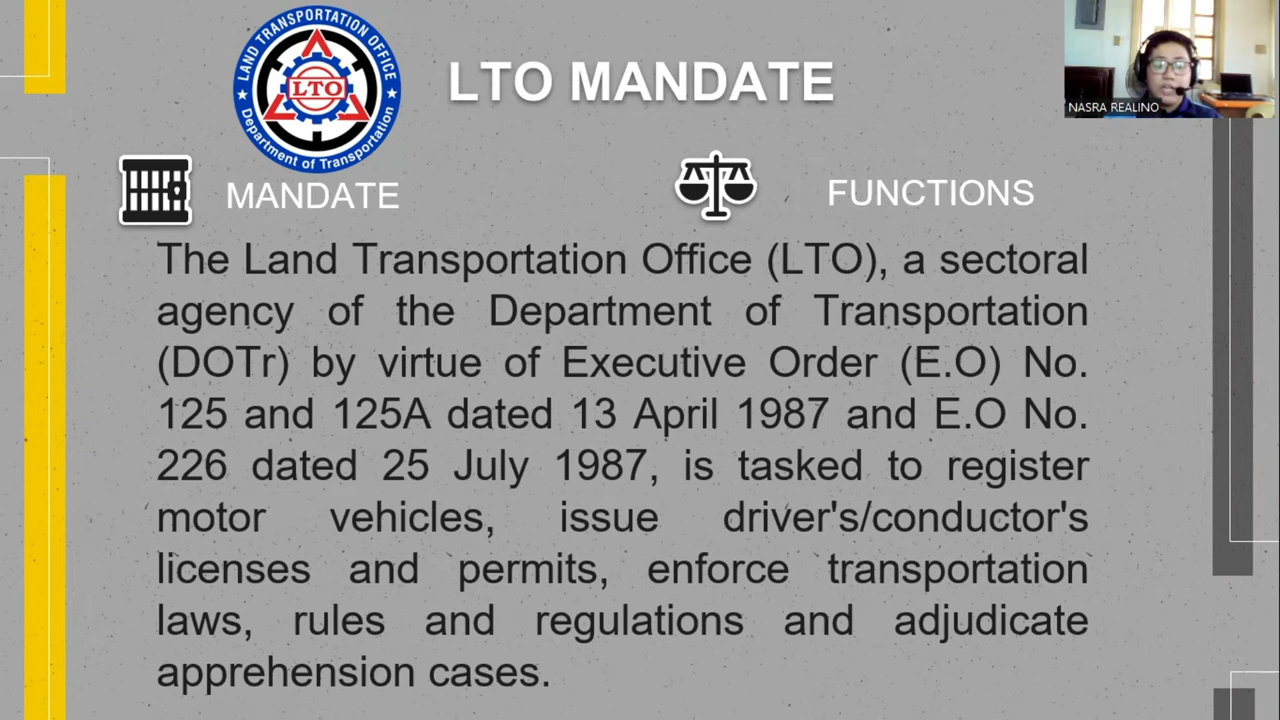 LAND TRANSPORTATION OFFICE
LTO
Department of Transportation
LTO MANDATE
NASRA REALINO
MANDATE
FUNCTIONS
The Land Transportation Office (LTO), a sectoral
agency of the Department of Transportation
(DOTr) by virtue of Executive Order (E.O) No.
125 and 125A dated 13 April 1987 and E.O No.
226 dated 25 July 1987, is tasked to register
motor vehicles, issue driver's/conductor's
licenses and permits, enforce transportation
laws, rules and regulations and adjudicate
apprehension cases.